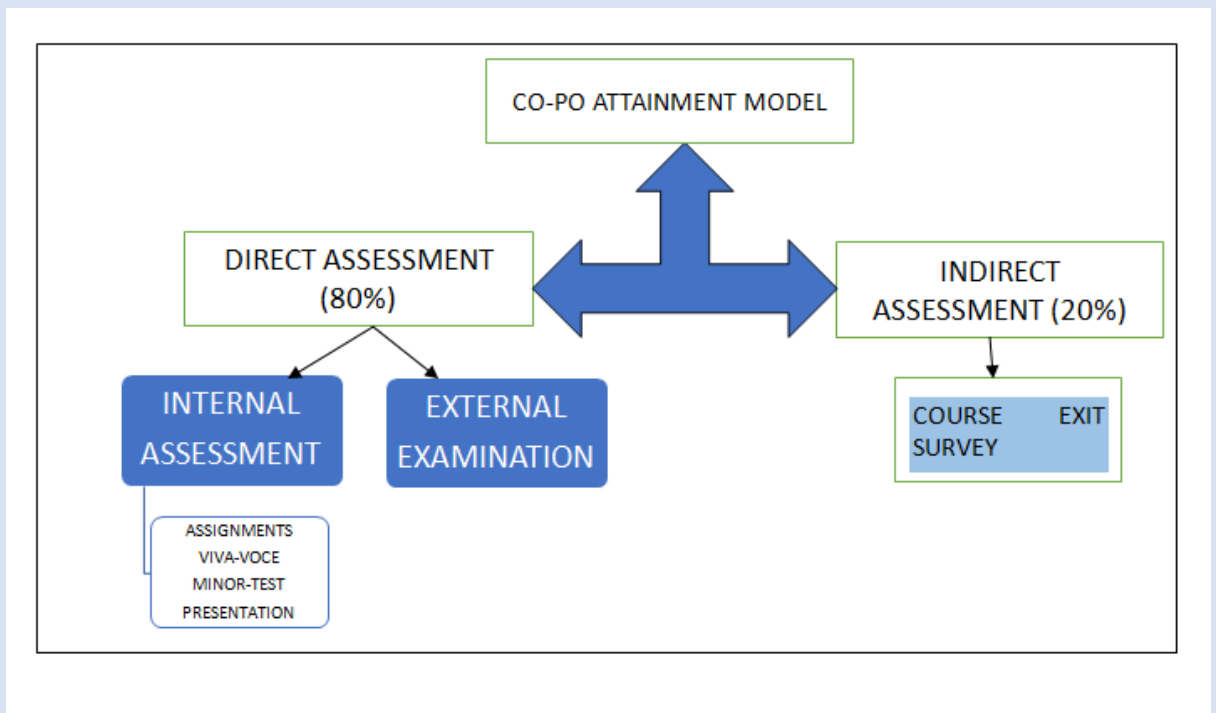 CO-PO ATTAINMENT MODEL
DIRECT ASSESSMENT
(80%)
INDIRECT
ASSESSMENT (20%)
INTERNAL
ASSESSMENT
EXTERNAL
EXAMINATION
COURSE EXIT
SURVEY
ASSIGNMENTS
VIVA-VOCE
MINOR-TEST
PRESENTATION